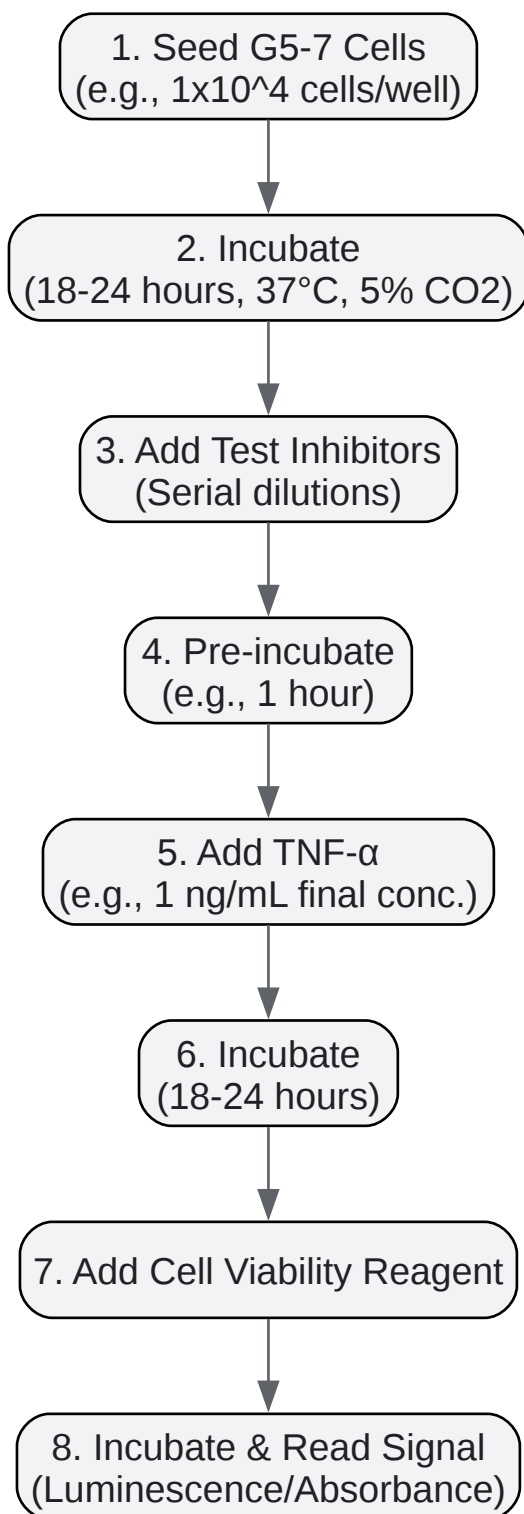 1. Seed G5-7 Cells
(e.g., 1x10^4 cells/well)
2. Incubate
(18-24 hours, 37°C, 5% CO2)
3. Add Test Inhibitors
(Serial dilutions)
4. Pre-incubate
(e.g., 1 hour)
5. Add TNF-α
(e.g., 1 ng/mL final conc.)
6. Incubate
(18-24 hours)
7. Add Cell Viability Reagent
8. Incubate & Read Signal
(Luminescence/Absorbance)